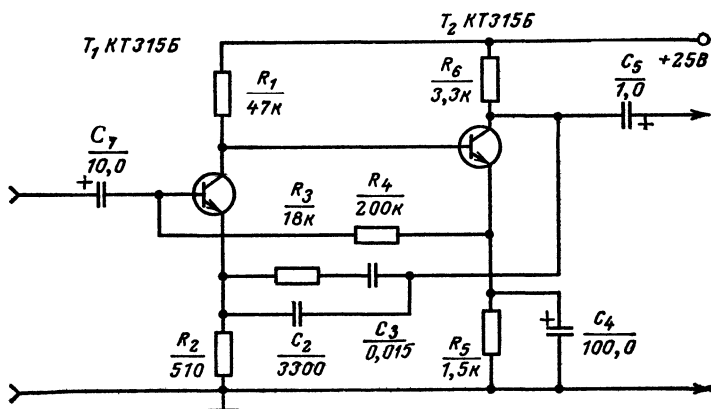 T₁ КТ315Б
T₂ КТ315Б
R₁
47к
R₆
3,3к
C₅
1,0
+25В
+
C₇
10,0
+
R₃
18к
R₄
200к
R₂
510
C₂
3300
C₃
0,015
R₅
1,5к
+
C₄
100,0